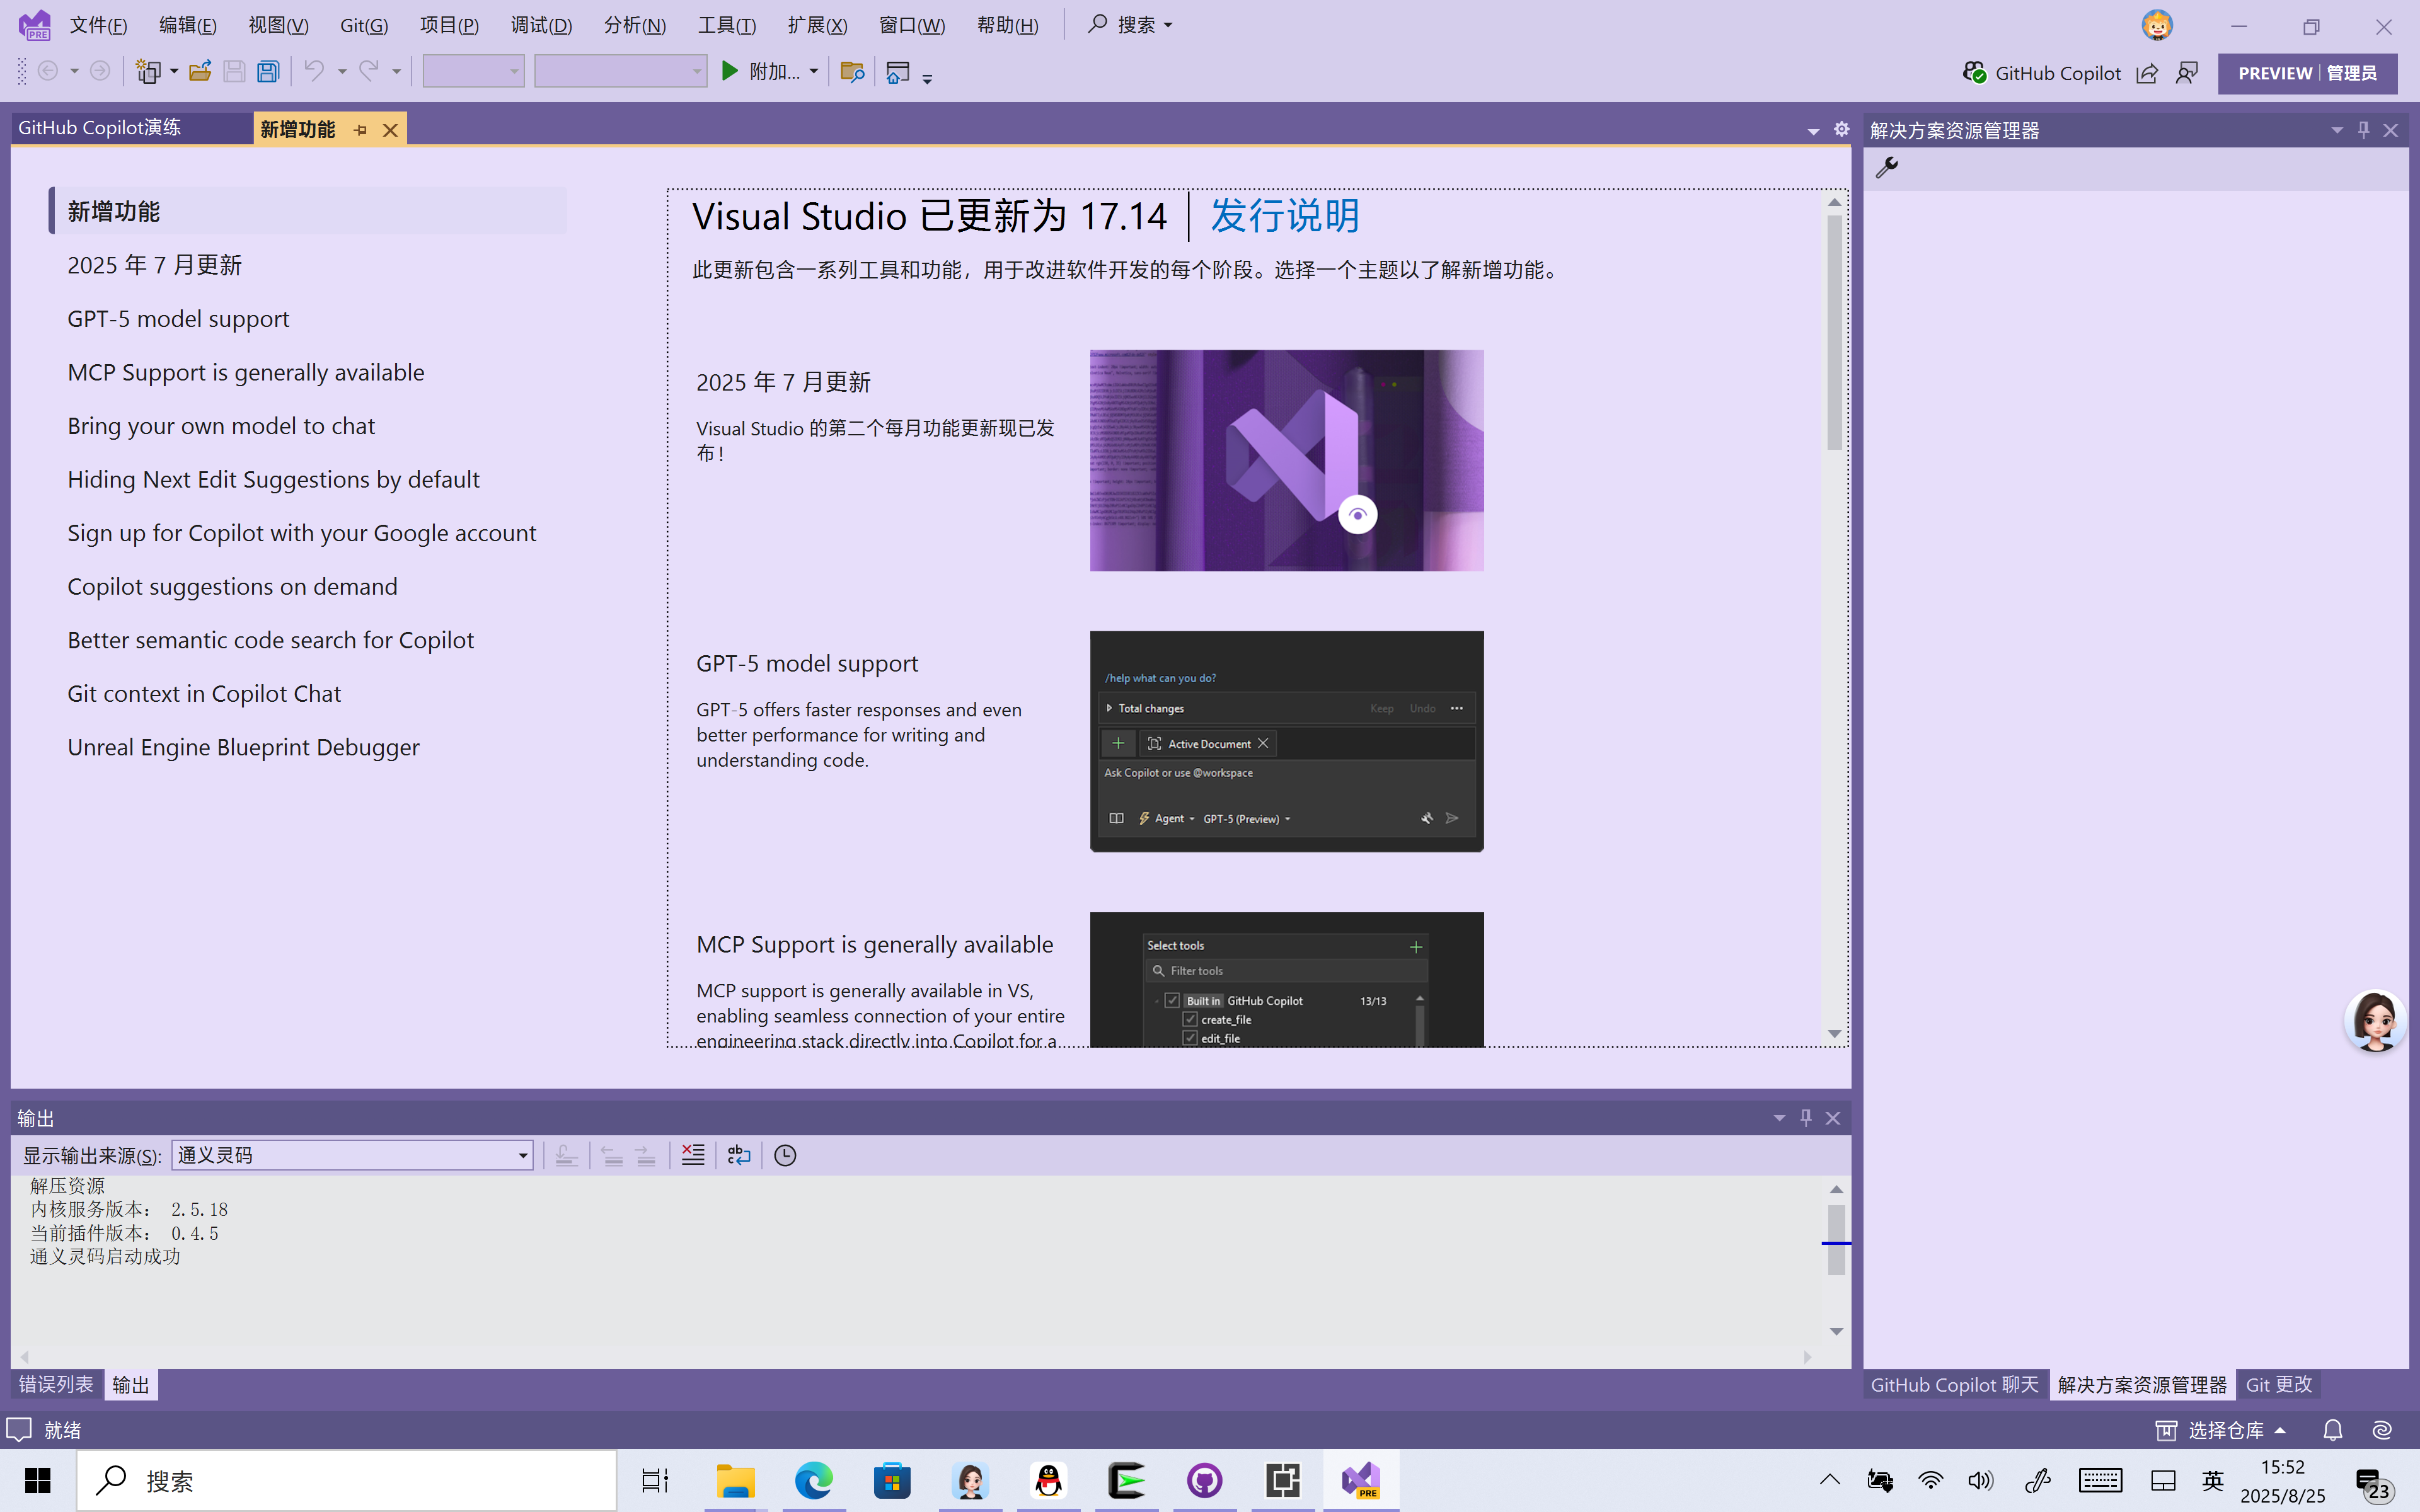 文件(F) 编辑(E) 视图(V) Git(G) 项目(P) 调试(D) 分析(N) 工具(T) 扩展(X) 窗口(W) 帮助(H) 搜索
附加...
GitHub Copilot
PREVIEW 管理员
GitHub Copilot演练
新增功能
新增功能
2025 年 7 月更新
GPT-5 model support
MCP Support is generally available
Bring your own model to chat
Hiding Next Edit Suggestions by default
Sign up for Copilot with your Google account
Copilot suggestions on demand
Better semantic code search for Copilot
Git context in Copilot Chat
Unreal Engine Blueprint Debugger
Visual Studio 已更新为 17.14 | 发行说明
此更新包含一系列工具和功能，用于改进软件开发的每个阶段。选择一个主题以了解新增功能。
2025 年 7 月更新
Visual Studio 的第二个每月功能更新现已发
布！
GPT-5 model support
GPT-5 offers faster responses and even
better performance for writing and
understanding code.
/help what can you do?
Total changes Keep Undo
Active Document
Ask Copilot or use @workspace
Agent GPT-5 (Preview)
MCP Support is generally available
MCP support is generally available in VS,
enabling seamless connection of your entire
engineering stack directly into Copilot for a
Select tools
Filter tools
Built in GitHub Copilot 13/13
create_file
edit_file
解决方案资源管理器
输出
显示输出来源(S): 通义灵码
解压资源
内核服务版本： 2.5.18
当前插件版本： 0.4.5
通义灵码启动成功
错误列表 输出
GitHub Copilot 聊天 解决方案资源管理器 Git 更改
就绪
选择仓库
搜索
PRE
英
15:52
2025/8/25
23